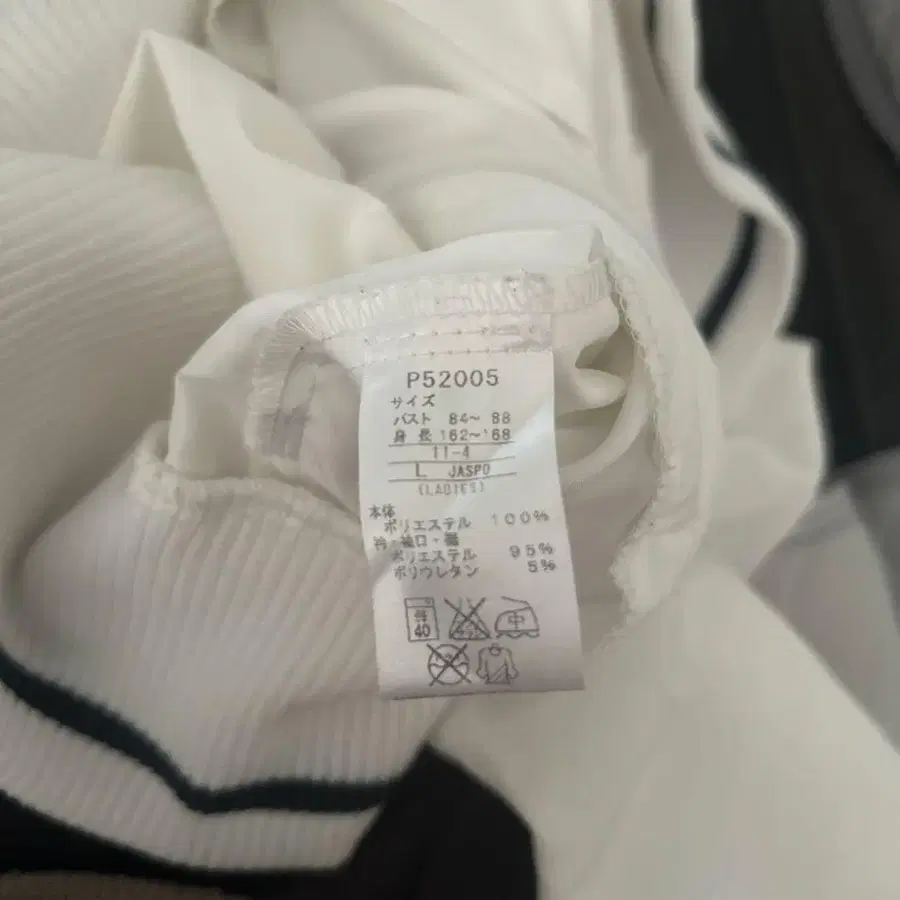 P52005
サイズ
バスト 84～ 88
身 長 162～168
11-4
L JASPO
(LADIES)
本体
ポリエステル 100%
衿・袖口・裾
ポリエステル 95%
ポリウレタン 5%
40
中